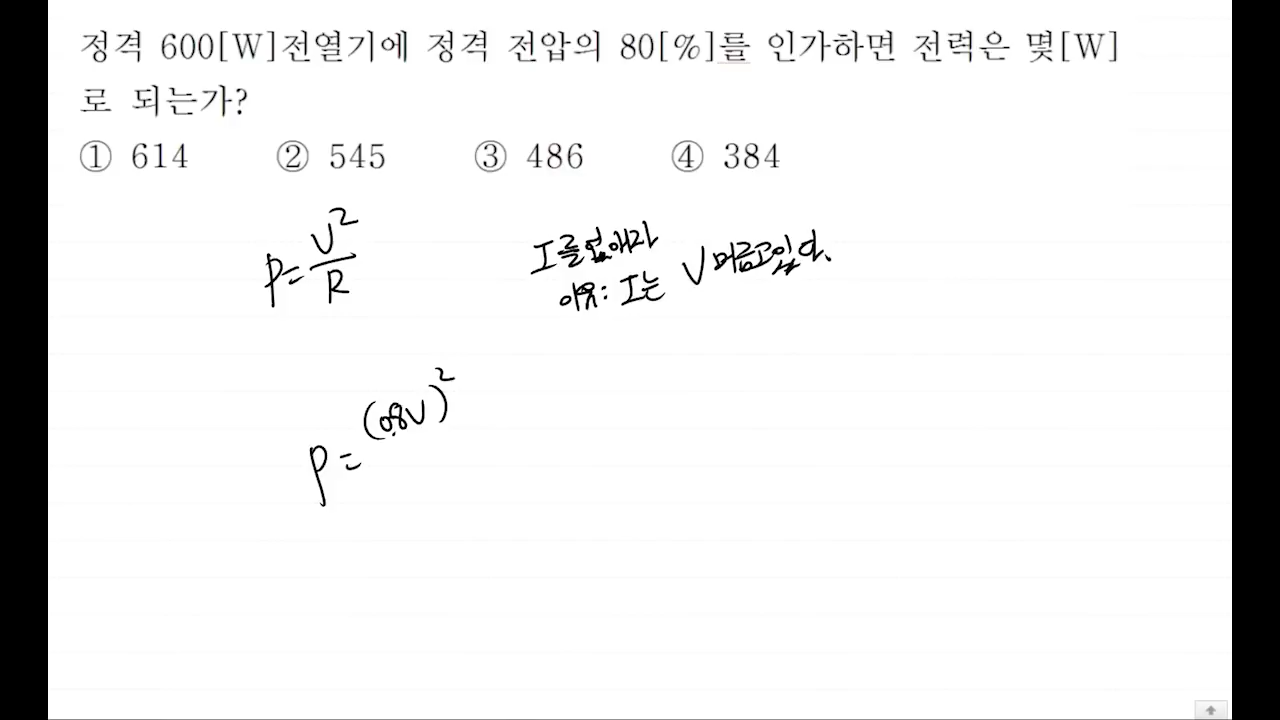 정격 600[W]전열기에 정격 전압의 80[%]를 인가하면 전력은 몇[W]
로 되는가?
① 614 ② 545 ③ 486 ④ 384
P=V²/R
I를 없애자
이유: I는 V 머금고있다.
P=(0.8V)²